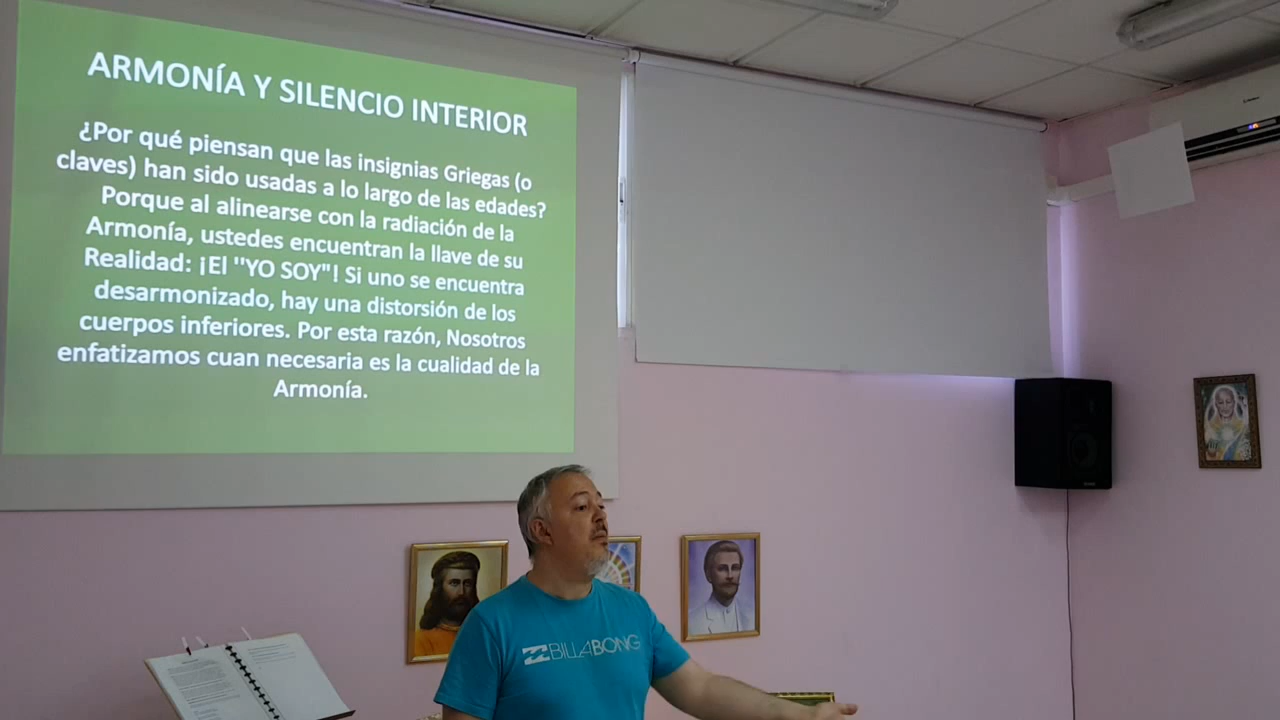 ARMONÍA Y SILENCIO INTERIOR
¿Por qué piensan que las insignias Griegas (o
claves) han sido usadas a lo largo de las edades?
Porque al alinearse con la radiación de la
Armonía, ustedes encuentran la llave de su
Realidad: ¡El "YO SOY"! Si uno se encuentra
desarmonizado, hay una distorsión de los
cuerpos inferiores. Por esta razón, Nosotros
enfatizamos cuan necesaria es la cualidad de la
Armonía.
BILLABONG